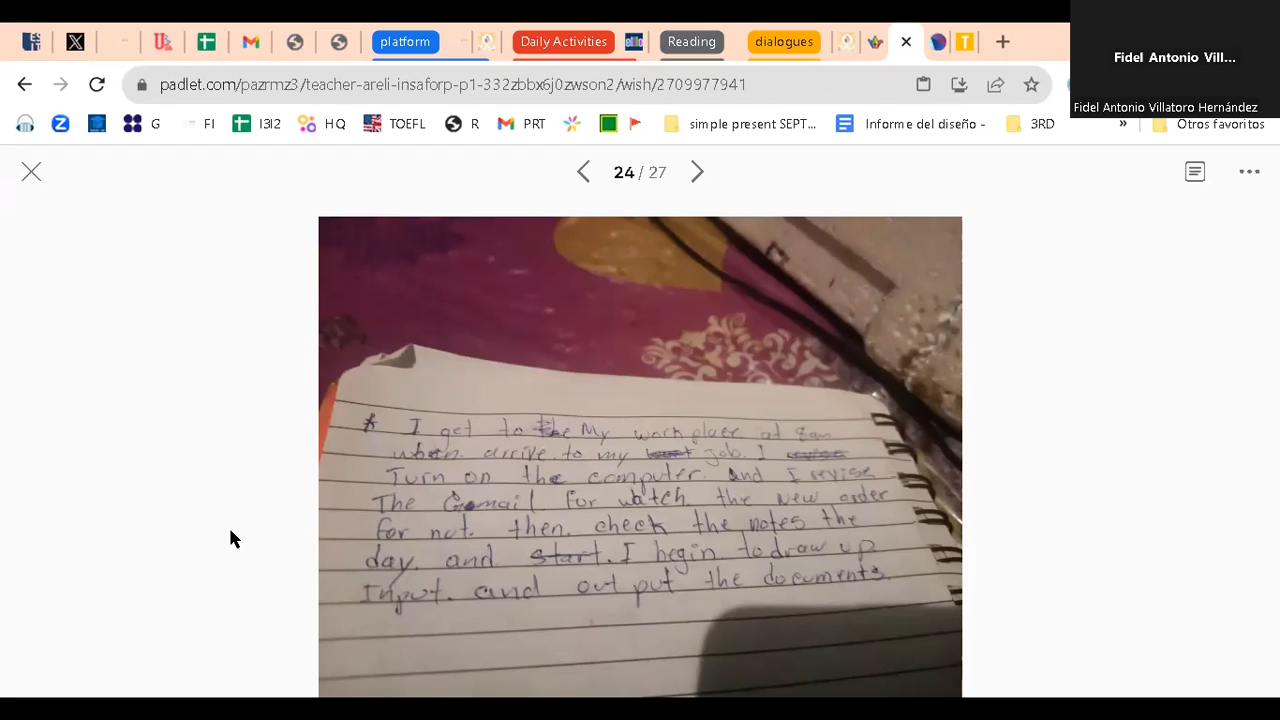 platform
Daily Activities
Reading
dialogues
Fidel Antonio Vill...
Fidel Antonio Villatoro Hernández
padlet.com/pazrmz3/teacher-areli-insaforp-p1-332zbbx6j0zwson2/wish/2709977941
G
FI
I3I2
HQ
TOEFL
R
PRT
simple present SEPT...
Informe del diseño -
3RD
»
Otros favoritos
24 / 27
* I get to the My work place at 8am
when arrive to my job. I
Turn on the computer. and I revise
The Gmail. for watch. the new order
for not. then. check the notes the
day. and start. I begin to draw up
Input. and out put the documents.